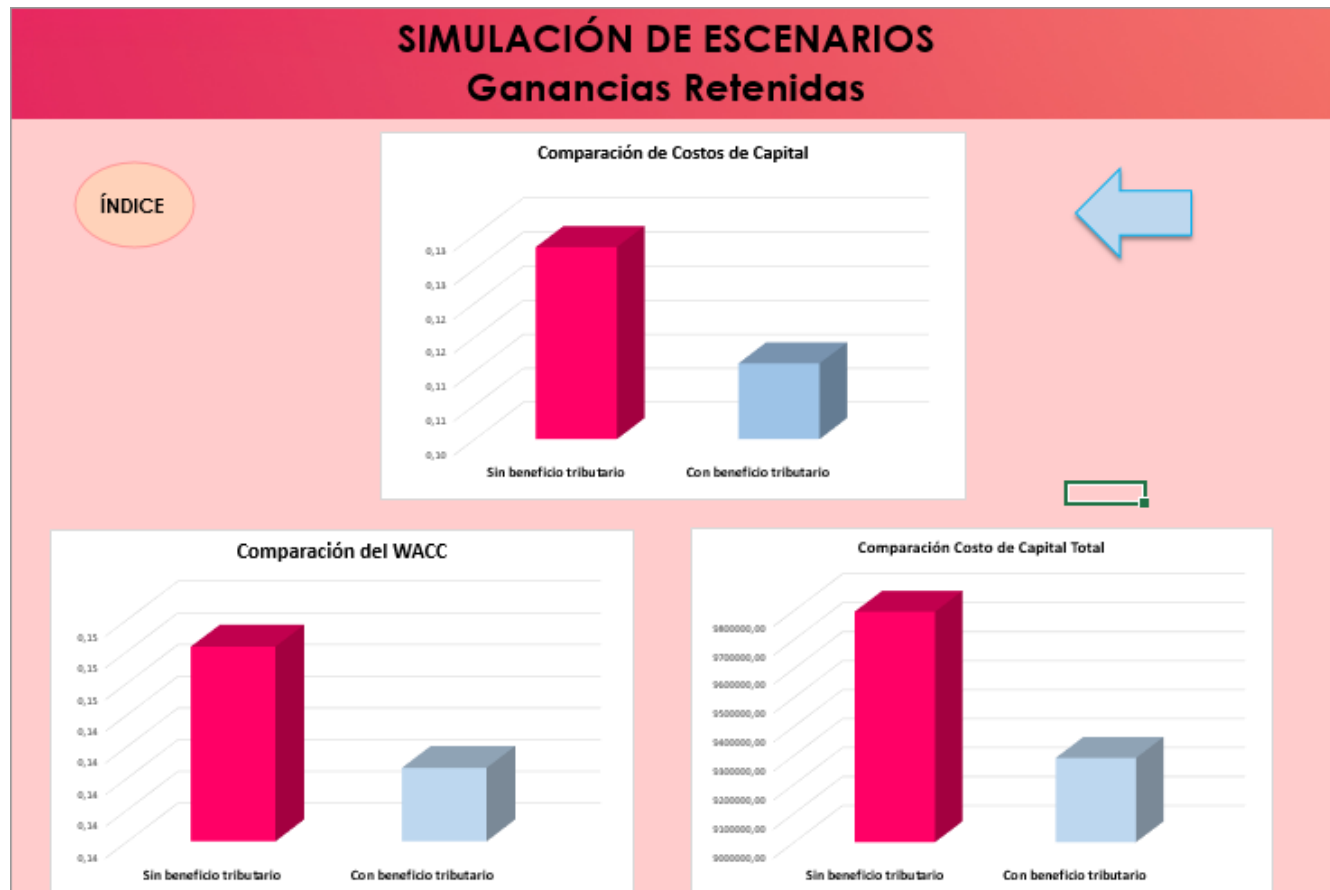 SIMULACIÓN DE ESCENARIOS
Ganancias Retenidas
ÍNDICE
Comparación de Costos de Capital
0,13
0,13
0,12
0,12
0,11
0,11
0,10
Sin beneficio tributario Con beneficio tributario
Comparación del WACC
0,15
0,15
0,15
0,14
0,14
0,14
0,14
0,14
Sin beneficio tributario Con beneficio tributario
Comparación Costo de Capital Total
9800000,00
9700000,00
9600000,00
9500000,00
9400000,00
9300000,00
9200000,00
9100000,00
9000000,00
Sin beneficio tributario Con beneficio tributario